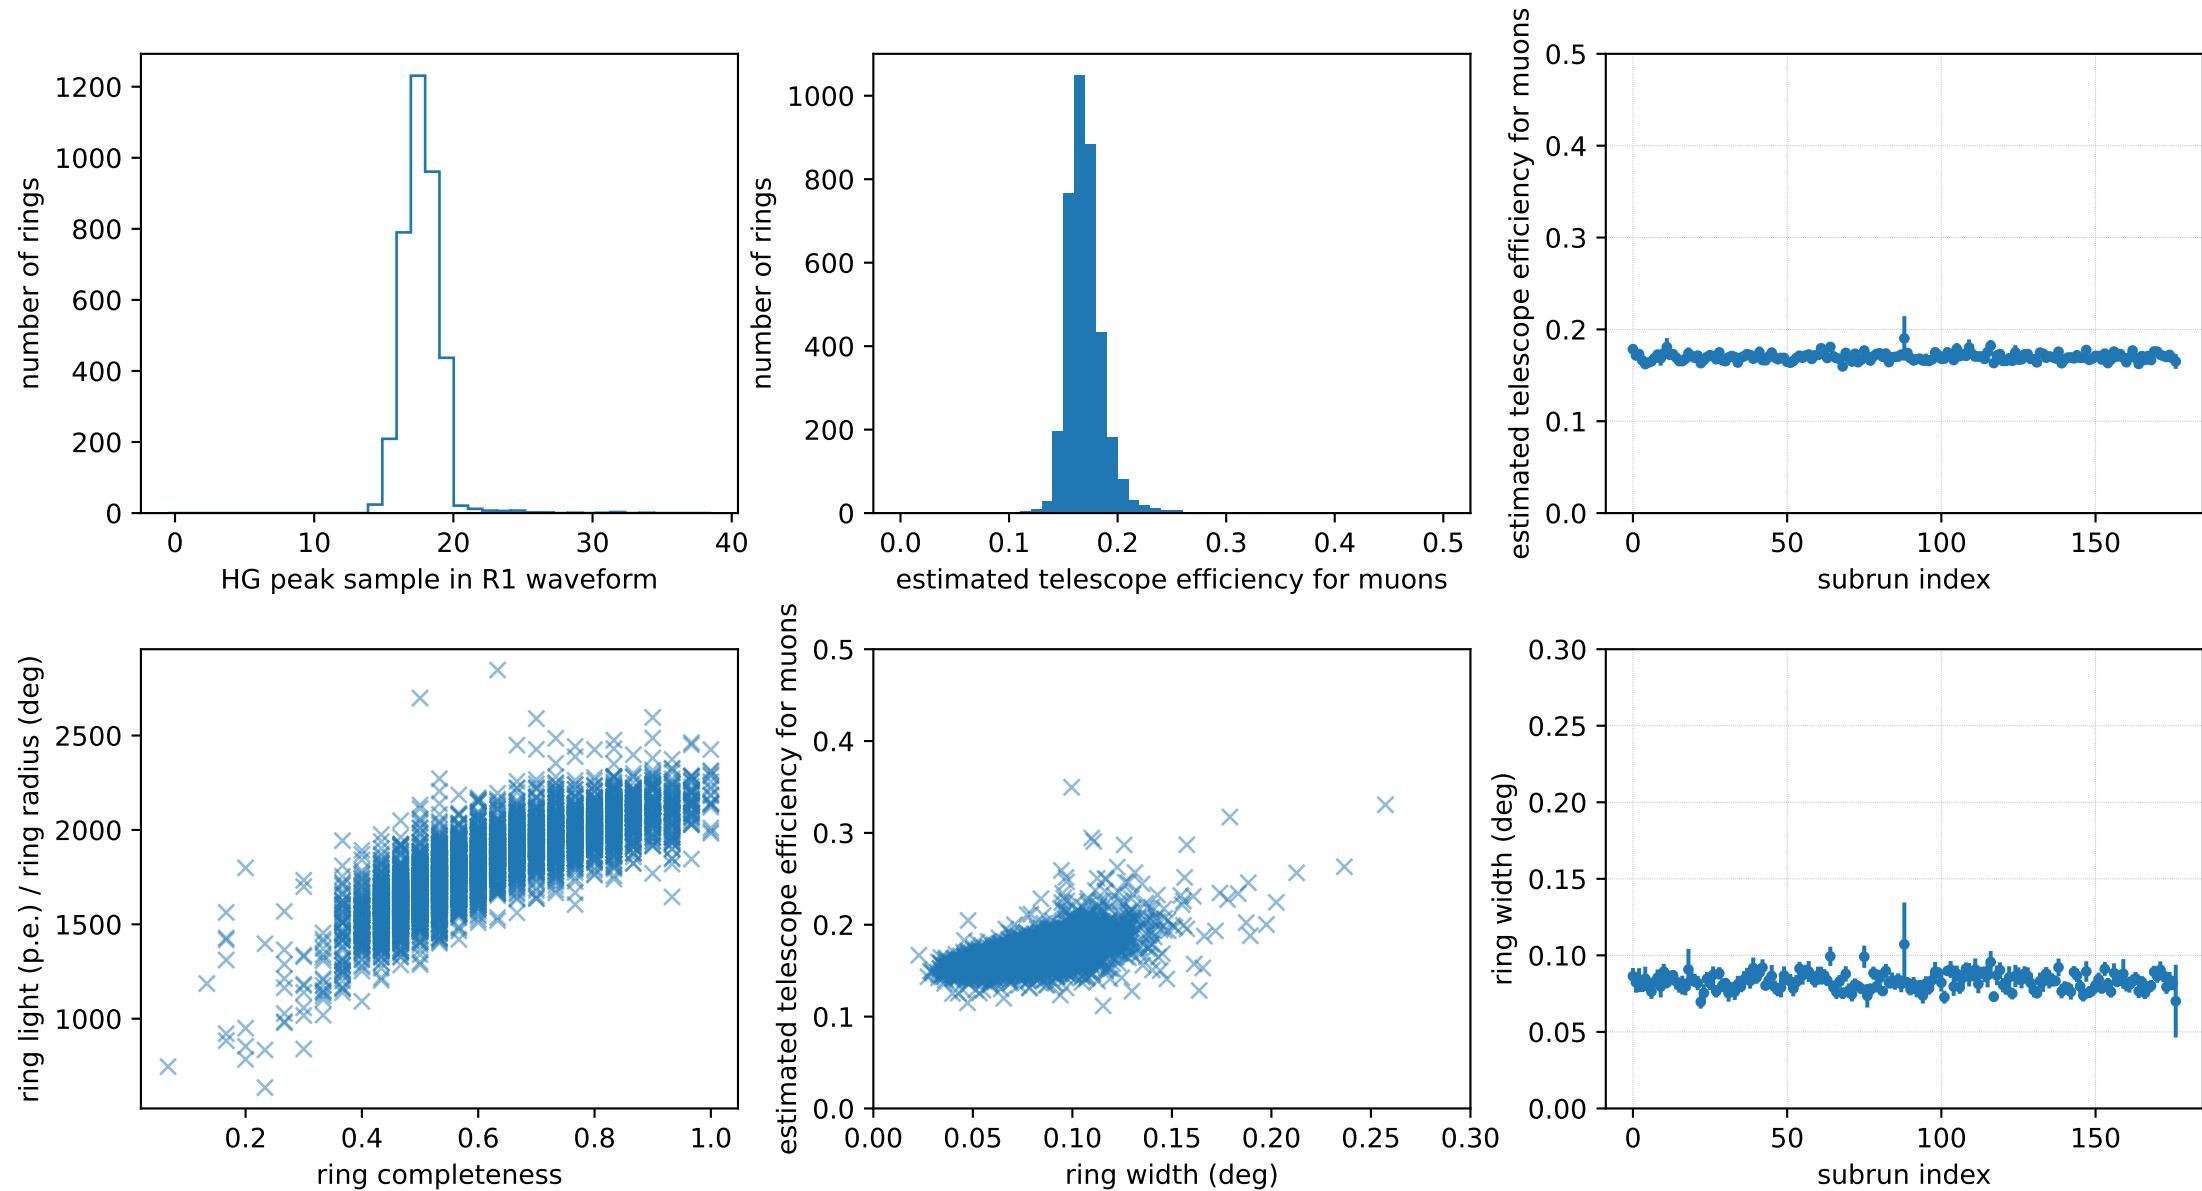 number of rings
1200
1000
800
600
400
200
0
0 10 20 30 40
HG peak sample in R1 waveform
number of rings
1000
800
600
400
200
0
0.0 0.1 0.2 0.3 0.4 0.5
estimated telescope efficiency for muons
estimated telescope efficiency for muons
0.5
0.4
0.3
0.2
0.1
0.0
0 50 100 150
subrun index
ring light (p.e.) / ring radius (deg)
2500
2000
1500
1000
0.2 0.4 0.6 0.8 1.0
ring completeness
estimated telescope efficiency for muons
0.5
0.4
0.3
0.2
0.1
0.0
0.00 0.05 0.10 0.15 0.20 0.25 0.30
ring width (deg)
ring width (deg)
0.30
0.25
0.20
0.15
0.10
0.05
0.00
0 50 100 150
subrun index